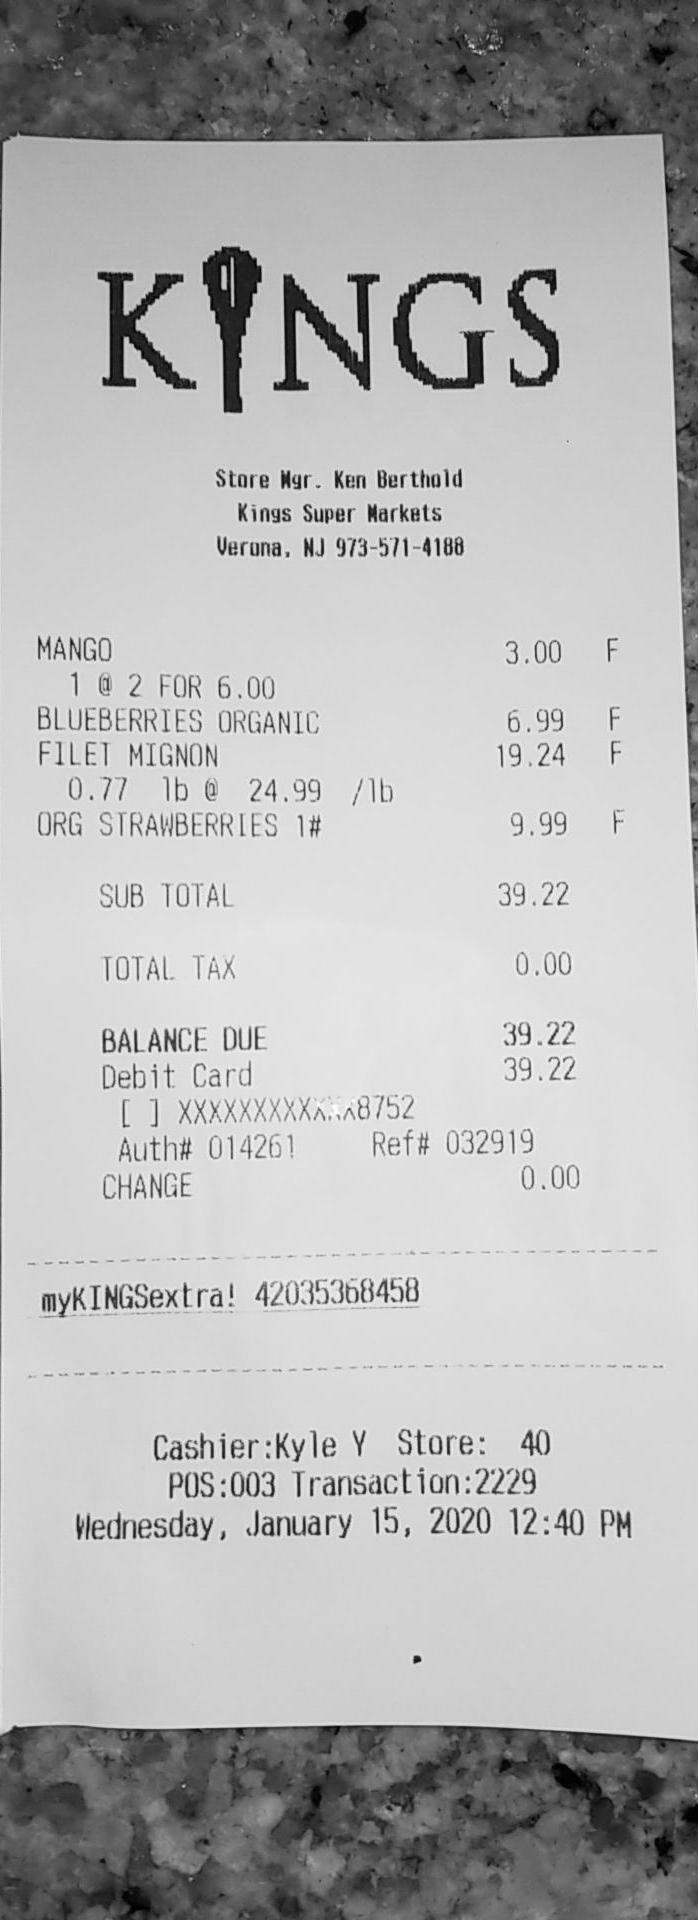 KINGS
Store Mgr. Ken Berthold
Kings Super Markets
Verona, NJ 973-571-4188
MANGO 3.00 F
1 @ 2 FOR 6.00
BLUEBERRIES ORGANIC 6.99 F
FILET MIGNON 19.24 F
0.77 lb @ 24.99 /lb
ORG STRAWBERRIES 1# 9.99 F
SUB TOTAL 39.22
TOTAL TAX 0.00
BALANCE DUE 39.22
Debit Card 39.22
[ ] XXXXXXXXXXXXX8752
Auth# 014261 Ref# 032919
CHANGE 0.00
myKINGSextra! 42035368458
Cashier:Kyle Y Store: 40
POS:003 Transaction:2229
Wednesday, January 15, 2020 12:40 PM